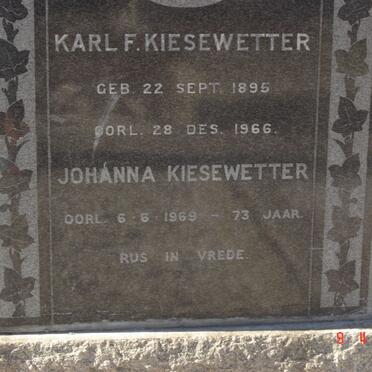 KARL F. KIESEWETTER
GEB. 22 SEPT. 1895
OORL. 28 DES. 1966.
JOHANNA KIESEWETTER
OORL. 6·6·1969 – 73 JAAR.
RUS IN VREDE.